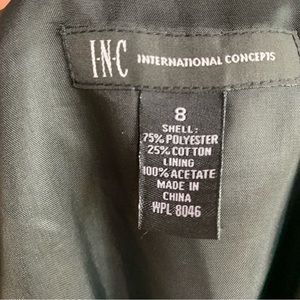 I·N·C INTERNATIONAL CONCEPTS
8
SHELL:
75% POLYESTER
25% COTTON
LINING
100% ACETATE
MADE IN
CHINA
WPL 8046